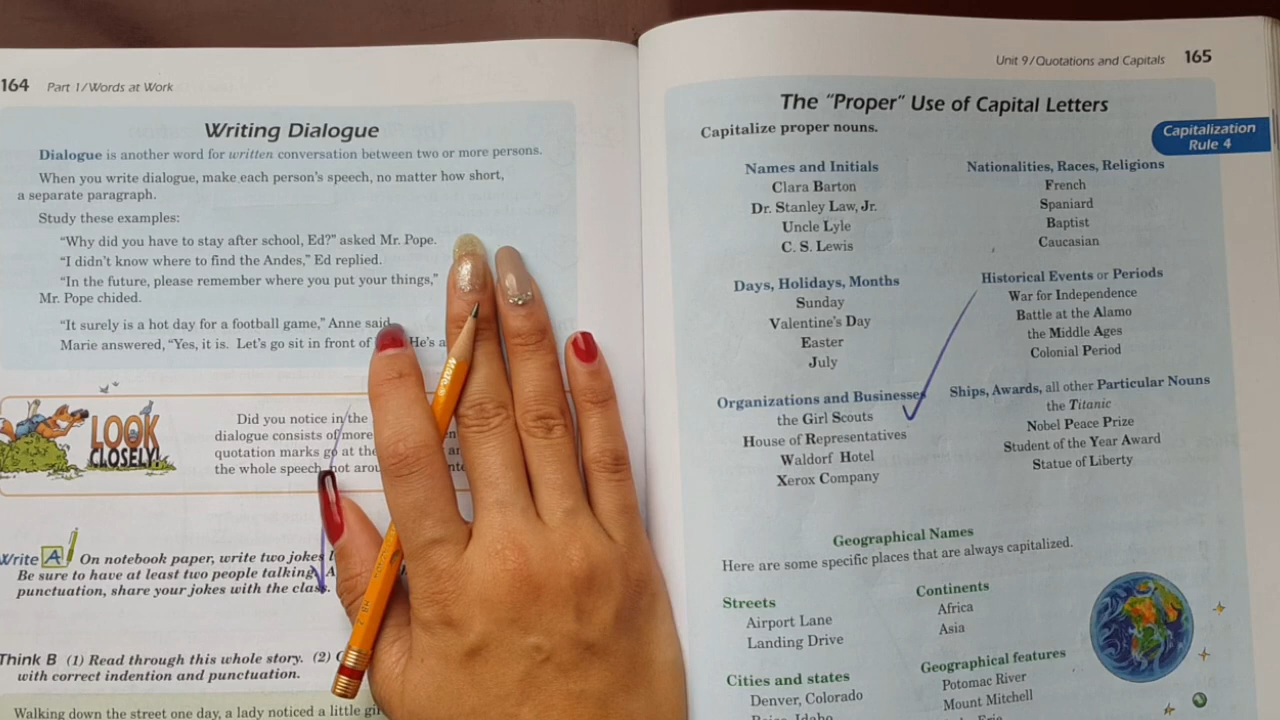 164 Part 1/Words at Work
Writing Dialogue
Dialogue is another word for written conversation between two or more persons.
When you write dialogue, make each person's speech, no matter how short,
a separate paragraph.
Study these examples:
"Why did you have to stay after school, Ed?" asked Mr. Pope.
"I didn't know where to find the Andes," Ed replied.
"In the future, please remember where you put your things,"
Mr. Pope chided.
"It surely is a hot day for a football game," Anne said.
Marie answered, "Yes, it is. Let's go sit in front of He's a
LOOK
CLOSELY!
Did you notice in the
dialogue consists of more
quotation marks go at the
the whole speech, not
Write A On notebook paper, write two jokes
Be sure to have at least two people talking.
punctuation, share your jokes with the class.
Think B (1) Read through this whole story. (2)
with correct indention and punctuation.
Walking down the street one day, a lady noticed a little
Unit 9/Quotations and Capitals 165
The "Proper" Use of Capital Letters
Capitalize proper nouns.
Capitalization
Rule 4
Names and Initials
Clara Barton
Dr. Stanley Law, Jr.
Uncle Lyle
C. S. Lewis
Nationalities, Races, Religions
French
Spaniard
Baptist
Caucasian
Days, Holidays, Months
Sunday
Valentine's Day
Easter
July
Historical Events or Periods
War for Independence
Battle at the Alamo
the Middle Ages
Colonial Period
Organizations and Businesses
the Girl Scouts
House of Representatives
Waldorf Hotel
Xerox Company
Ships, Awards, all other Particular Nouns
the Titanic
Nobel Peace Prize
Student of the Year Award
Statue of Liberty
Geographical Names
Here are some specific places that are always capitalized.
Streets
Airport Lane
Landing Drive
Continents
Africa
Asia
Cities and states
Denver, Colorado
Idaho
Geographical features
Potomac River
Mount Mitchell